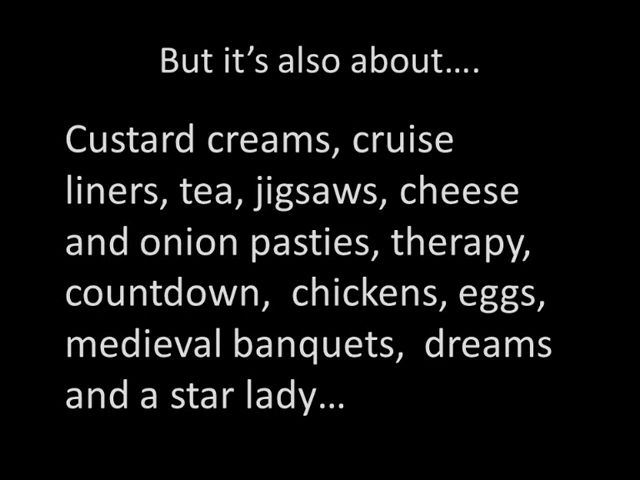 But it’s also about….
Custard creams, cruise
liners, tea, jigsaws, cheese
and onion pasties, therapy,
countdown,  chickens, eggs,
medieval banquets,  dreams
and a star lady…